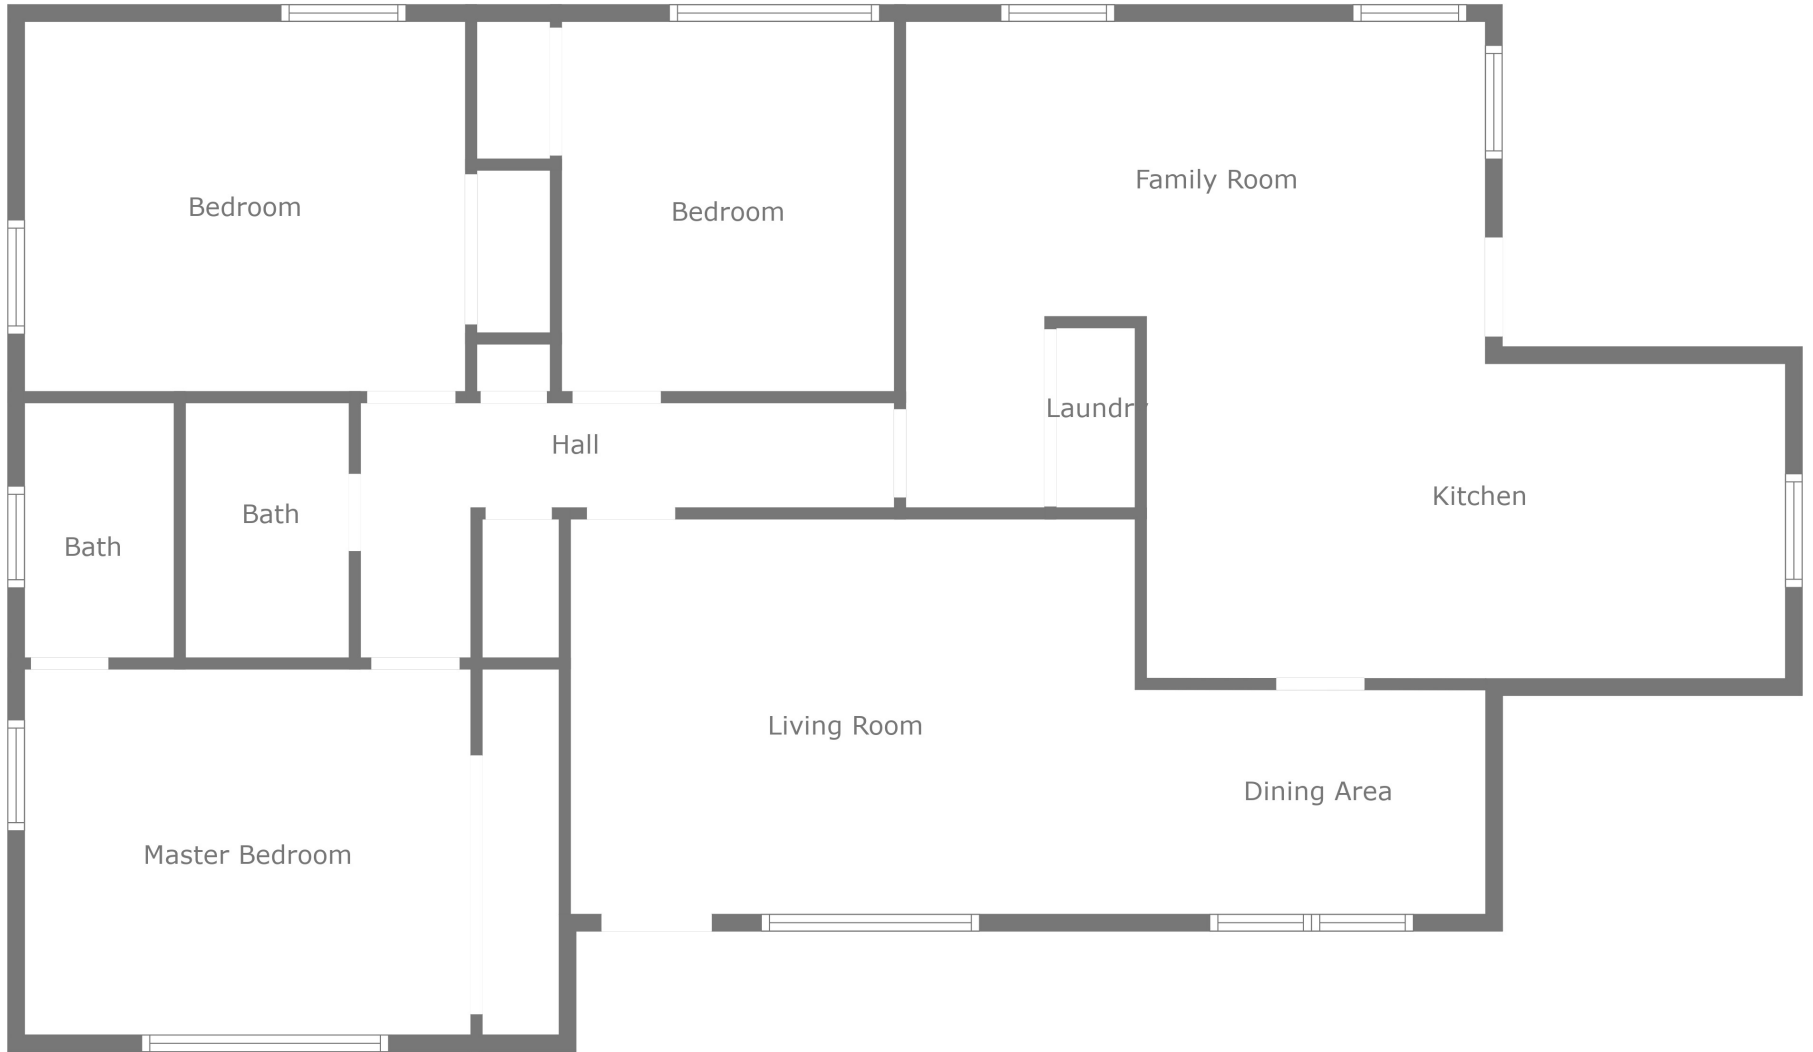 Family Room
Bedroom
Bedroom
Laundry
Hall
Kitchen
Bath
Bath
Living Room
Dining Area
Master Bedroom